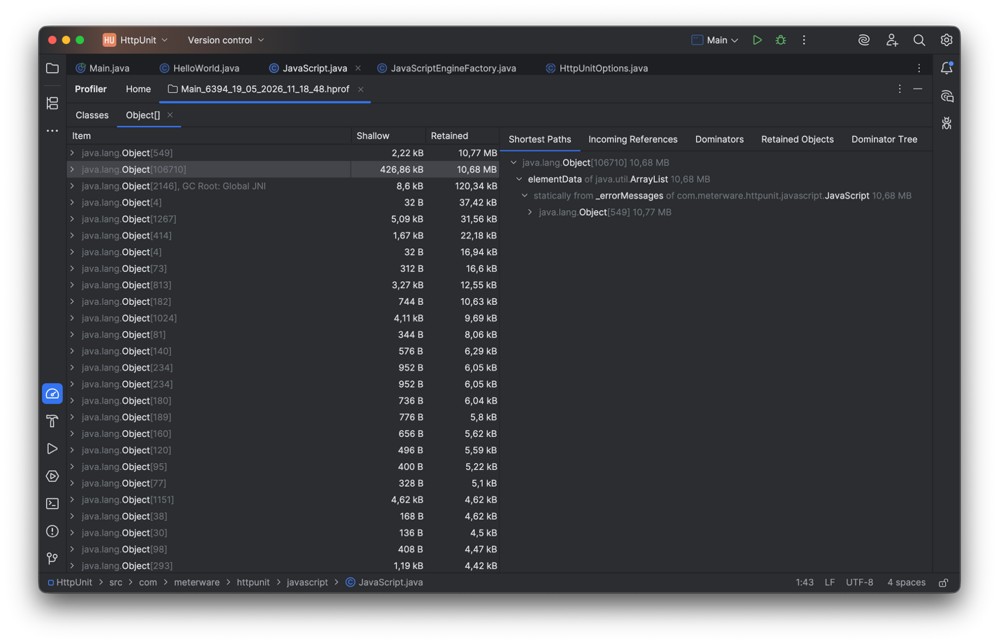 HU HttpUnit Version control Main
Main.java HelloWorld.java JavaScript.java JavaScriptEngineFactory.java HttpUnitOptions.java
Profiler Home Main_6394_19_05_2026_11_18_48.hprof
Classes Object[]
Item Shallow Retained
java.lang.Object[549] 2,22 kB 10,77 MB
java.lang.Object[106710] 426,86 kB 10,68 MB
java.lang.Object[2146], GC Root: Global JNI 8,6 kB 120,34 kB
java.lang.Object[4] 32 B 37,42 kB
java.lang.Object[1267] 5,09 kB 31,56 kB
java.lang.Object[414] 1,67 kB 22,18 kB
java.lang.Object[4] 32 B 16,94 kB
java.lang.Object[73] 312 B 16,6 kB
java.lang.Object[813] 3,27 kB 12,55 kB
java.lang.Object[182] 744 B 10,63 kB
java.lang.Object[1024] 4,11 kB 9,69 kB
java.lang.Object[81] 344 B 8,06 kB
java.lang.Object[140] 576 B 6,29 kB
java.lang.Object[234] 952 B 6,05 kB
java.lang.Object[234] 952 B 6,05 kB
java.lang.Object[180] 736 B 6,04 kB
java.lang.Object[189] 776 B 5,8 kB
java.lang.Object[160] 656 B 5,62 kB
java.lang.Object[120] 496 B 5,59 kB
java.lang.Object[95] 400 B 5,22 kB
java.lang.Object[77] 328 B 5,1 kB
java.lang.Object[1151] 4,62 kB 4,62 kB
java.lang.Object[38] 168 B 4,62 kB
java.lang.Object[30] 136 B 4,5 kB
java.lang.Object[98] 408 B 4,47 kB
java.lang.Object[293] 1,19 kB 4,42 kB
Shortest Paths Incoming References Dominators Retained Objects Dominator Tree
java.lang.Object[106710] 10,68 MB
elementData of java.util.ArrayList 10,68 MB
statically from _errorMessages of com.meterware.httpunit.javascript.JavaScript 10,68 MB
java.lang.Object[549] 10,77 MB
HttpUnit > src > com > meterware > httpunit > javascript > JavaScript.java 1:43 LF UTF-8 4 spaces